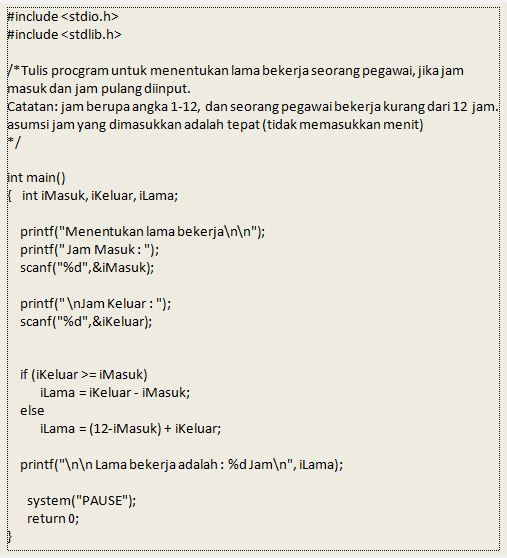 #include <stdio.h>
#include <stdlib.h>
/*Tulis procgram untuk menentukan lama bekerja seorang pegawai, jika jam
masuk dan jam pulang diinput.
Catatan: jam berupa angka 1-12, dan seorang pegawai bekerja kurang dari 12 jam.
asumsi jam yang dimasukkan adalah tepat (tidak memasukkan menit)
*/
int main()
{ int iMasuk, iKeluar, iLama;
printf("Menentukan lama bekerja\n\n");
printf(" Jam Masuk : ");
scanf("%d",&iMasuk);
printf(" \nJam Keluar : ");
scanf("%d",&iKeluar);
if (iKeluar >= iMasuk)
iLama = iKeluar - iMasuk;
else
iLama = (12-iMasuk) + iKeluar;
printf("\n\n Lama bekerja adalah : %d Jam\n", iLama);
system("PAUSE");
return 0;
}